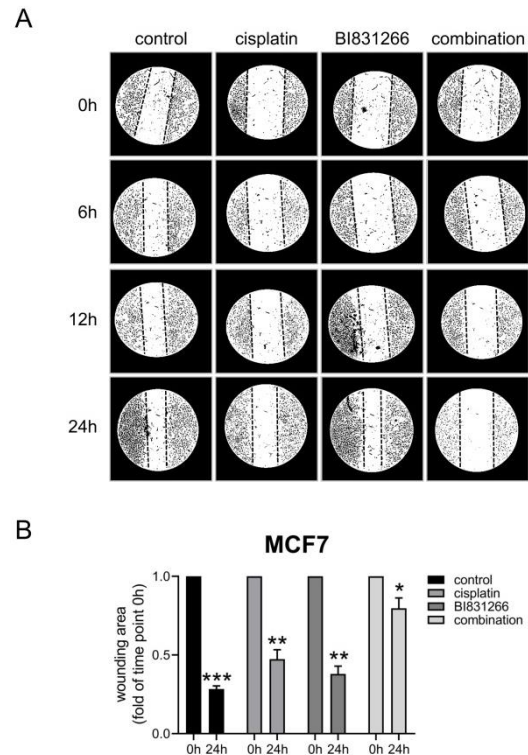 A
control cisplatin BI831266 combination
0h
6h
12h
24h
B
MCF7
wounding area
(fold of time point 0h)
1.0
0.5
0.0
***
**
**
*
control
cisplatin
BI831266
combination
0h 24h 0h 24h 0h 24h 0h 24h